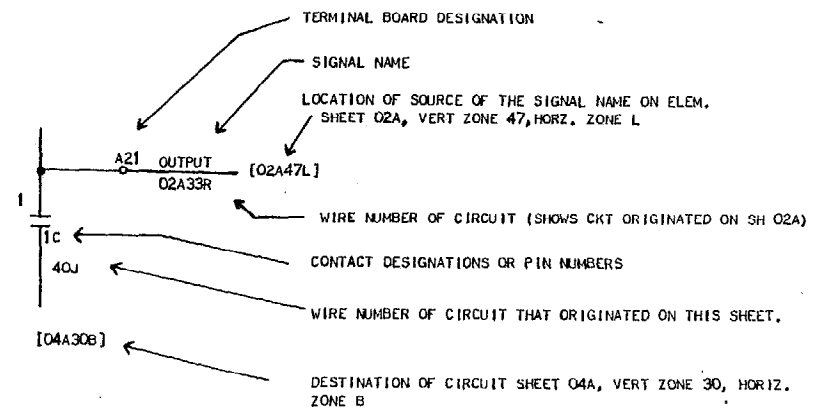 TERMINAL BOARD DESIGNATION
SIGNAL NAME
LOCATION OF SOURCE OF THE SIGNAL NAME ON ELEM.
SHEET 02A, VERT ZONE 47, HORZ. ZONE L
A21 OUTPUT [02A47L]
02A33R
1
WIRE NUMBER OF CIRCUIT (SHOWS CKT ORIGINATED ON SH 02A)
1C
CONTACT DESIGNATIONS OR PIN NUMBERS
40J
WIRE NUMBER OF CIRCUIT THAT ORIGINATED ON THIS SHEET.
[04A30B]
DESTINATION OF CIRCUIT SHEET 04A, VERT ZONE 30, HORIZ.
ZONE B